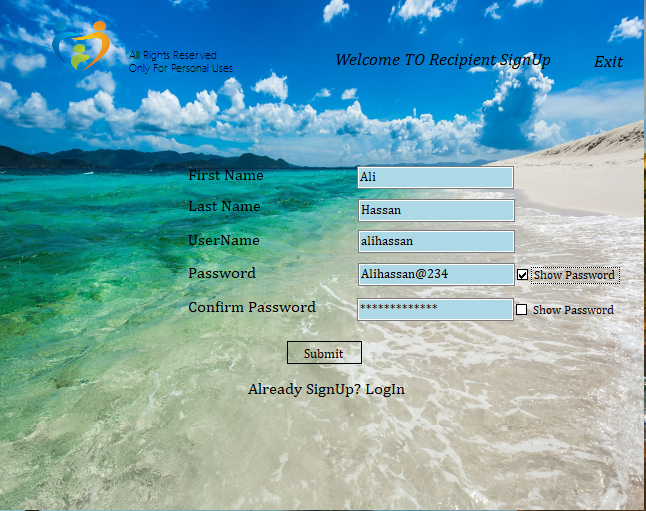 All Rights Reserved
Only For Personal Uses
Welcome TO Recipient SignUp
Exit
First Name Ali
Last Name Hassan
UserName alihassan
Password Alihassan@234 Show Password
Confirm Password ************* Show Password
Submit
Already SignUp? LogIn